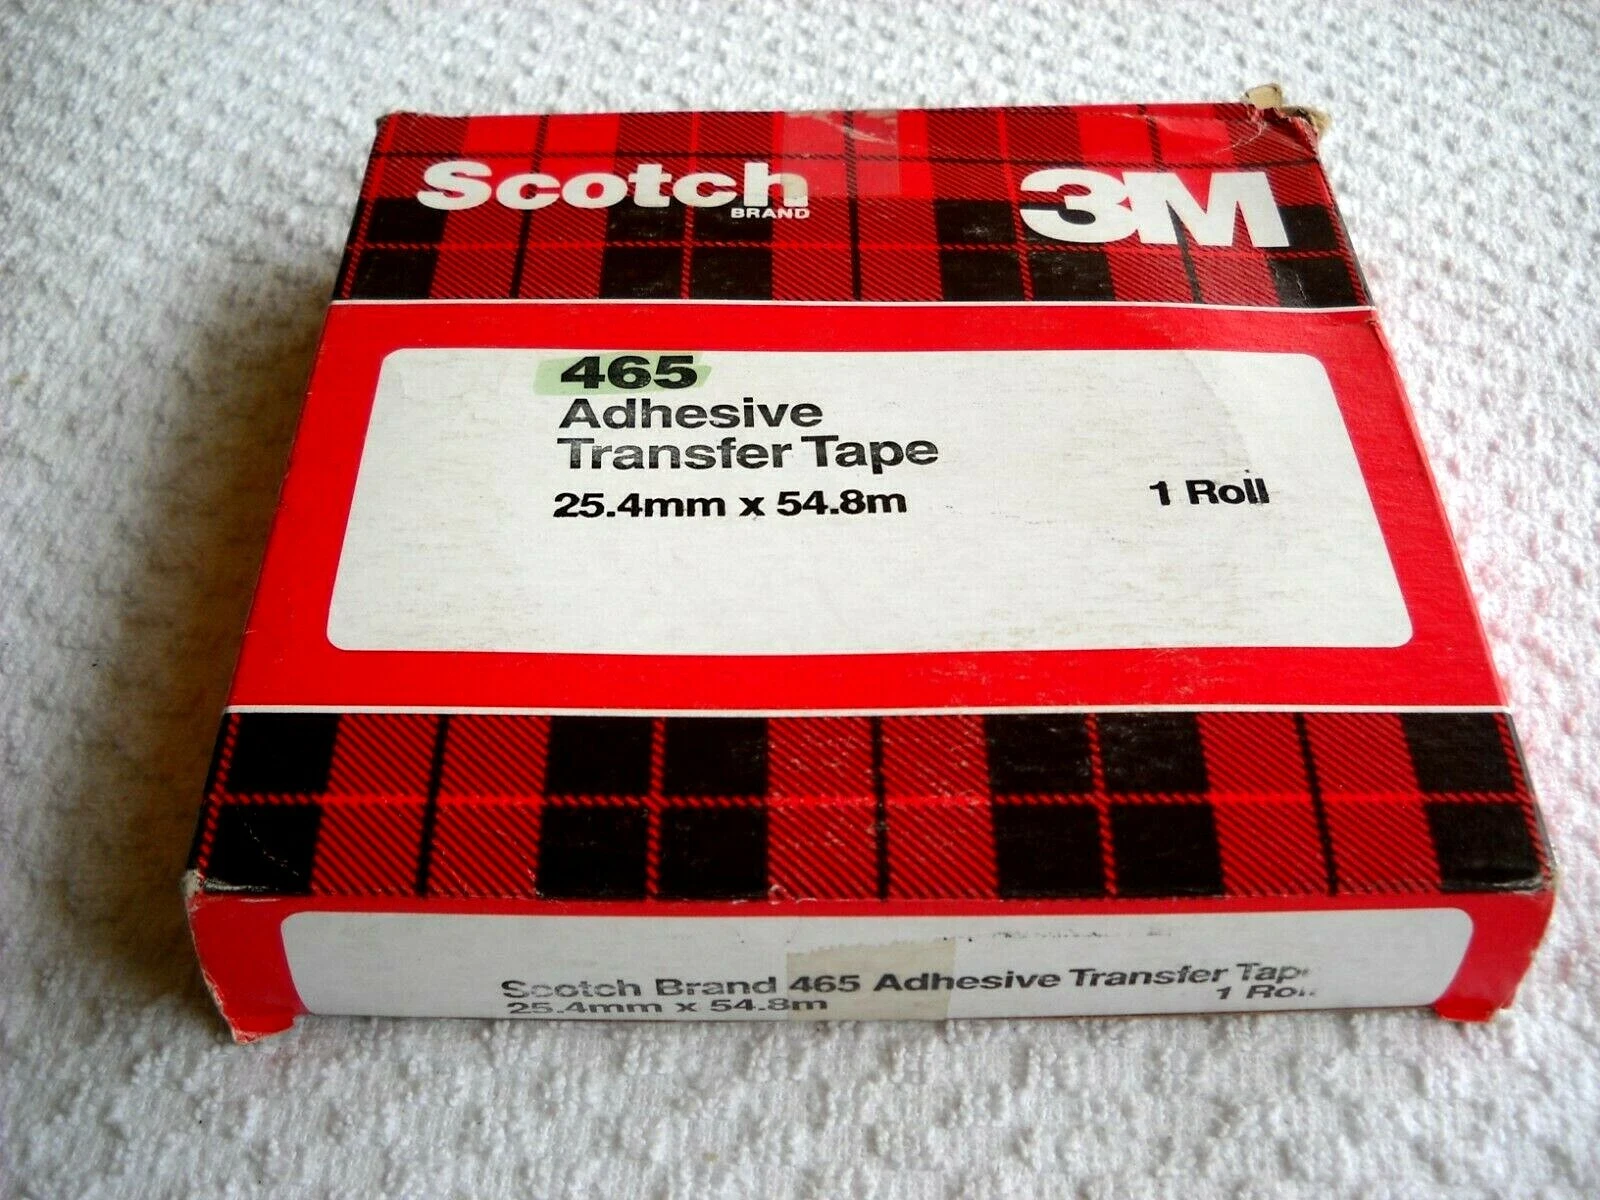 Scotch 3M
BRAND
465
Adhesive
Transfer Tape
25.4mm x 54.8m 1 Roll
Scotch Brand 465 Adhesive Transfer Tape
25.4mm x 54.8m 1 Roll